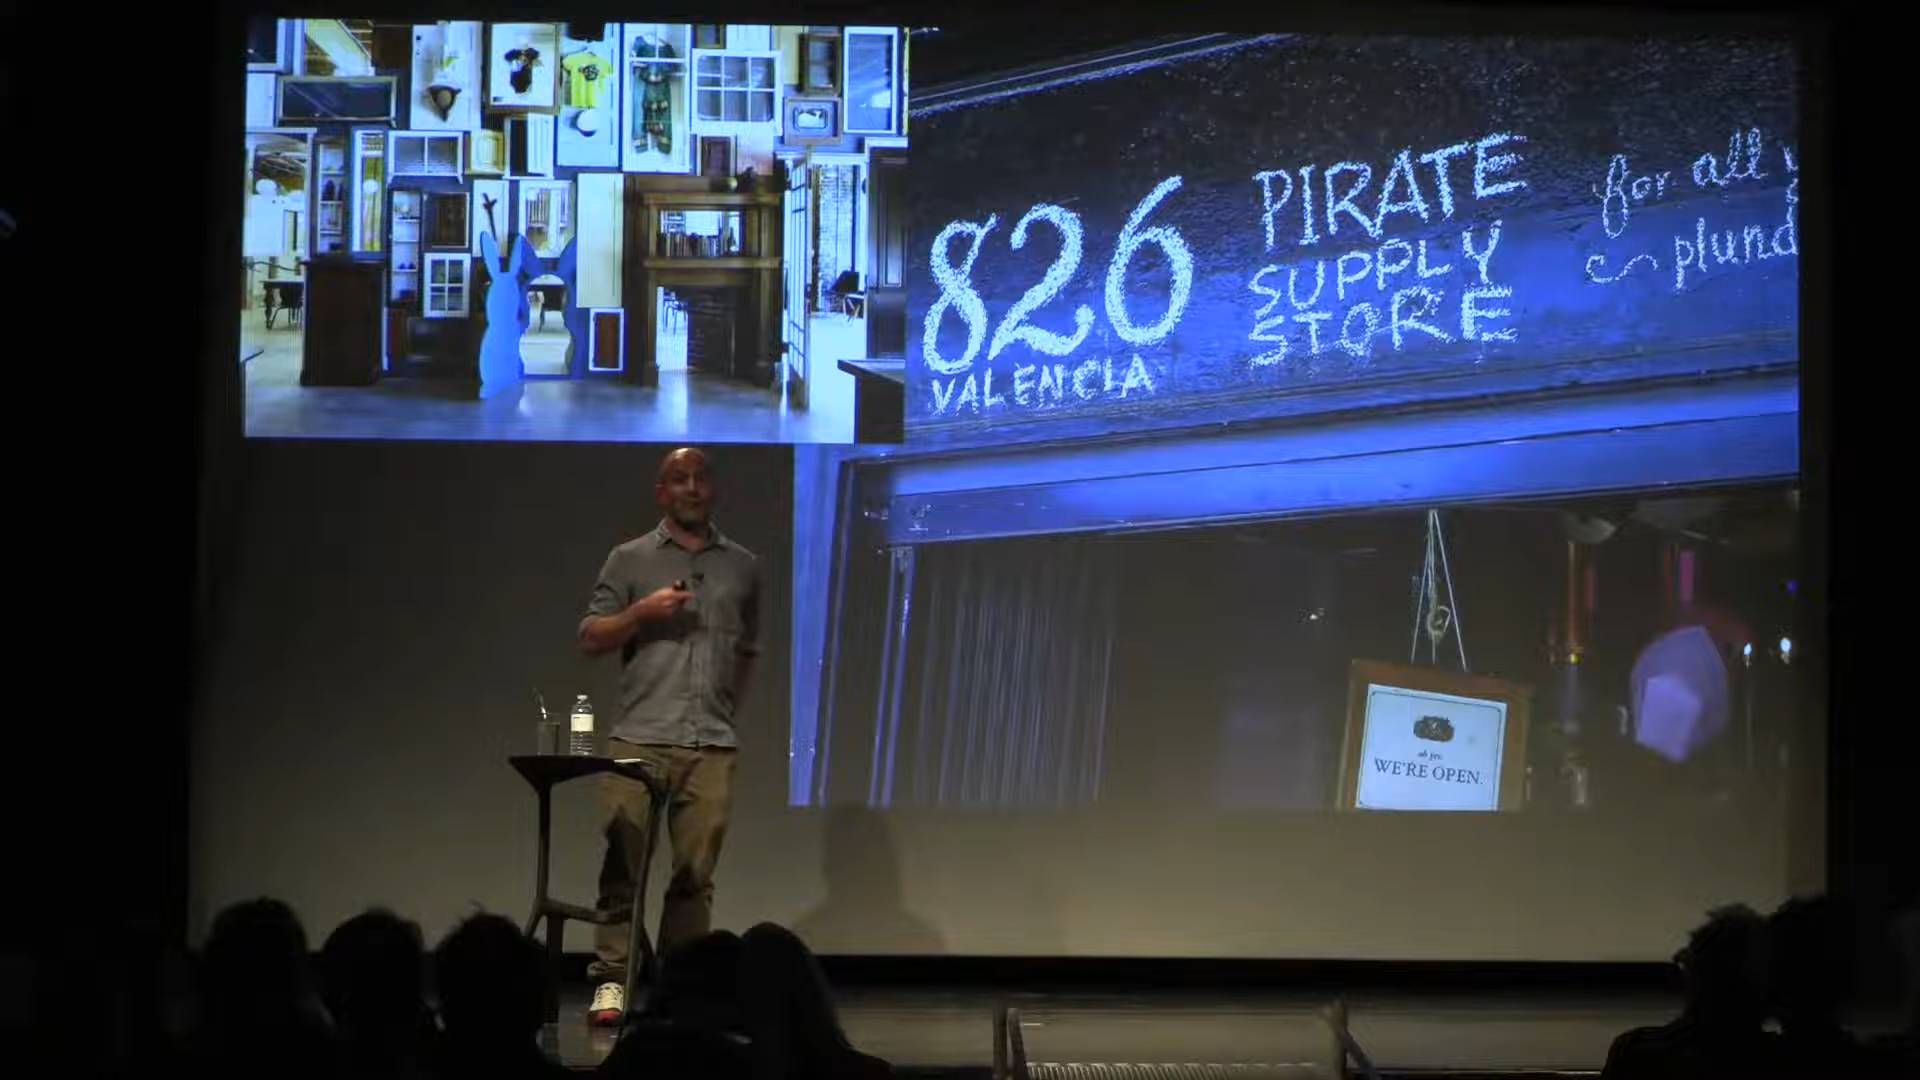 826
VALENCIA
PIRATE
SUPPLY
STORE
for all
plund
WE'RE OPEN.